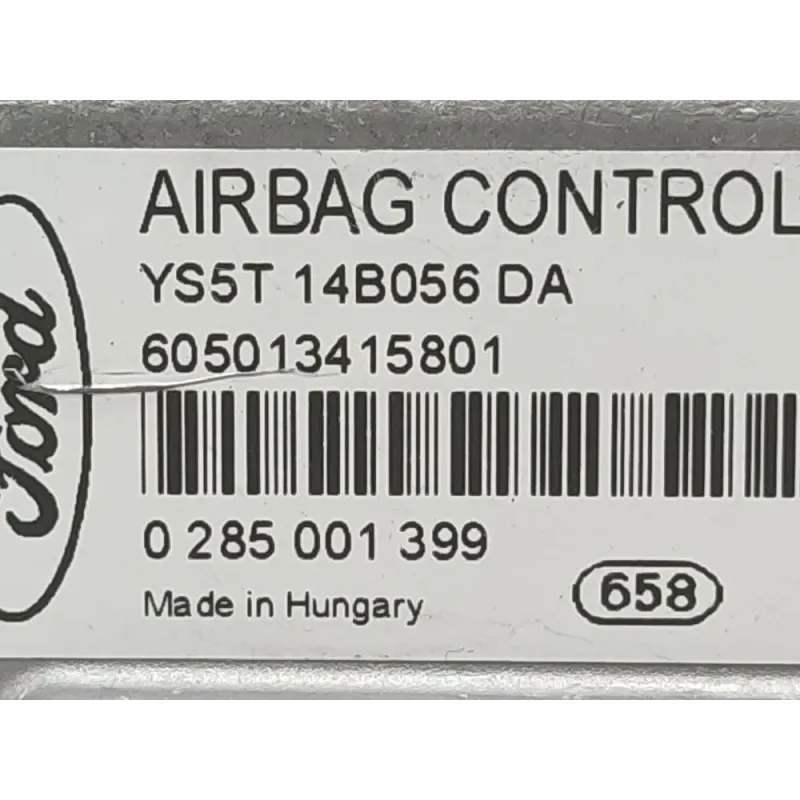 AIRBAG CONTROL
YS5T 14B056 DA
605013415801
Ford
0 285 001 399
Made in Hungary
658